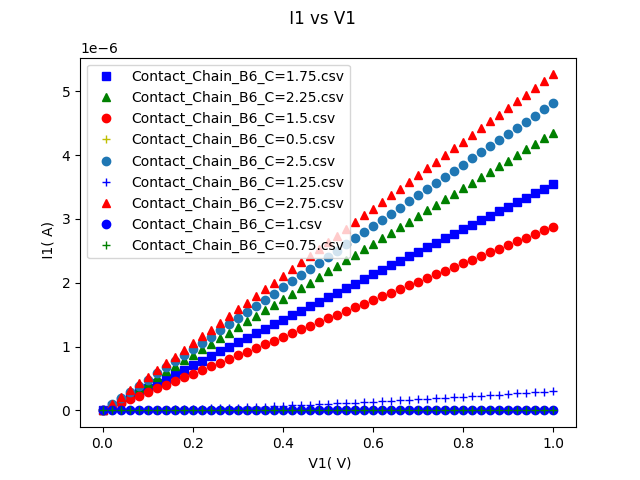 I1 vs V1
1e−6
Contact_Chain_B6_C=1.75.csv
Contact_Chain_B6_C=2.25.csv
Contact_Chain_B6_C=1.5.csv
Contact_Chain_B6_C=0.5.csv
Contact_Chain_B6_C=2.5.csv
Contact_Chain_B6_C=1.25.csv
Contact_Chain_B6_C=2.75.csv
Contact_Chain_B6_C=1.csv
Contact_Chain_B6_C=0.75.csv
5
4
3
2
1
0
I1( A)
0.0 0.2 0.4 0.6 0.8 1.0
V1( V)